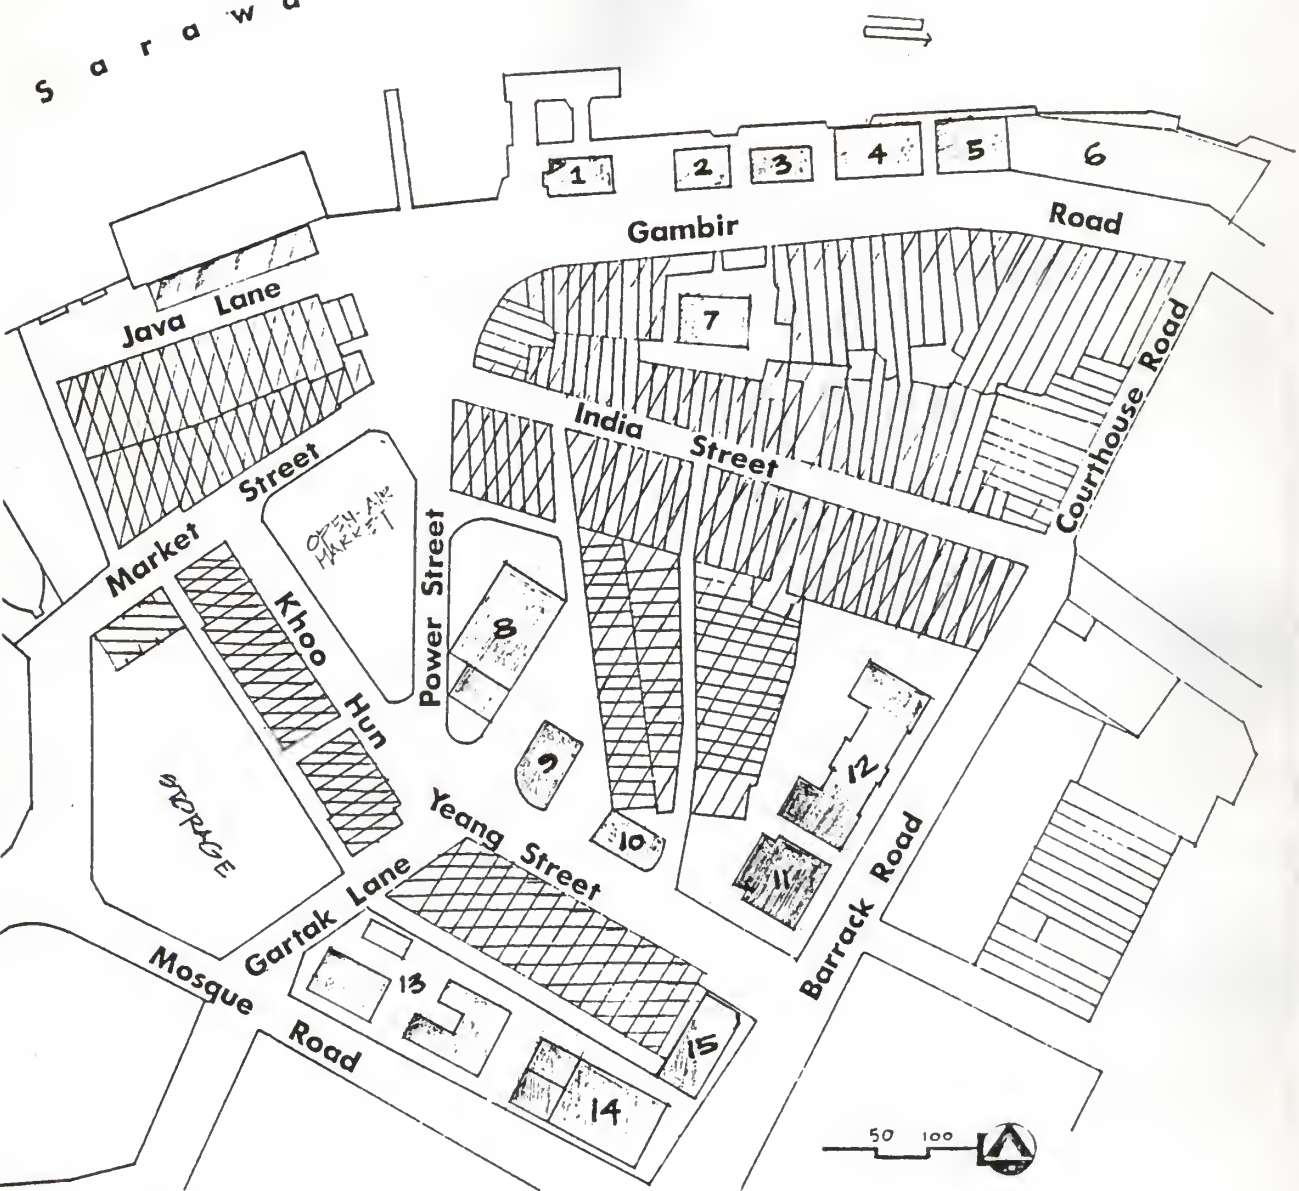 Sarawa
1
2
3
4
5
6
Gambir Road
Java Lane
7
India Street
Courthouse Road
Market Street
OPEN-AIR
MARKET
Power Street
8
Khoo Hun Yeang Street
9
10
12
11
STORAGE
Gartak Lane
Barrack Road
Mosque Road
13
15
14
50 100